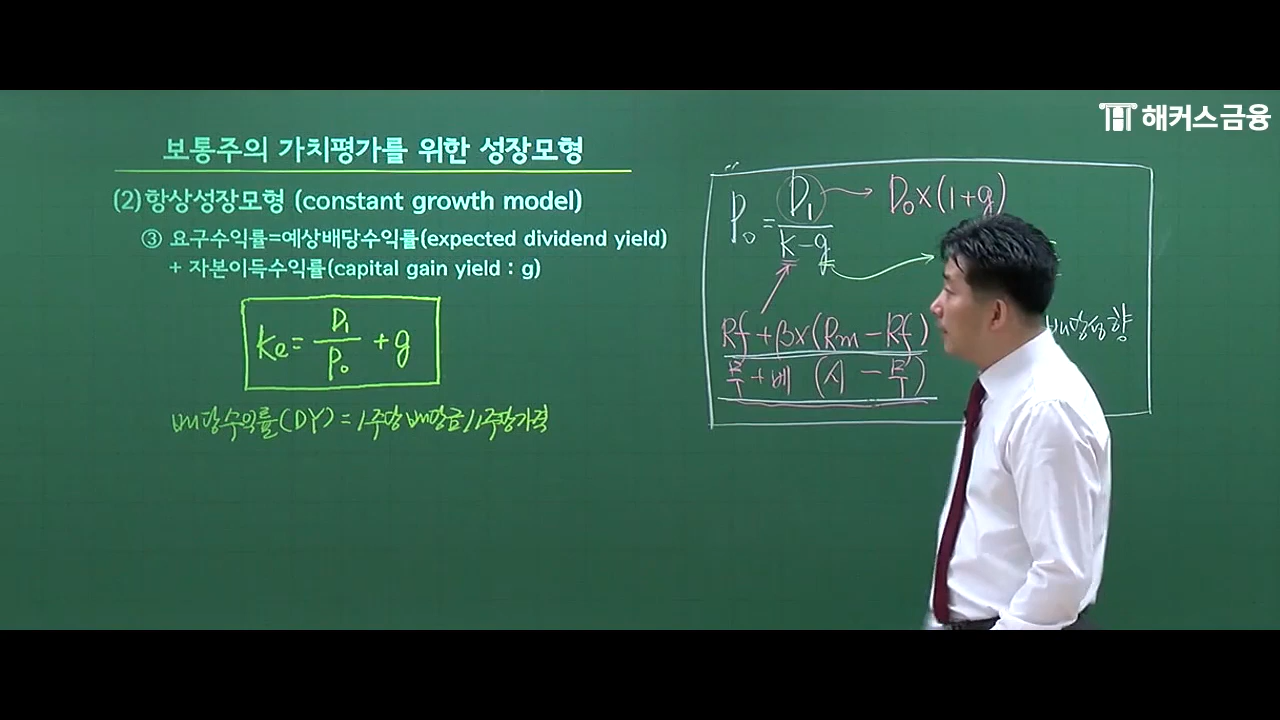 해커스금융
보통주의 가치평가를 위한 성장모형
(2)항상성장모형 (constant growth model)
③ 요구수익률=예상배당수익률(expected dividend yield)
+ 자본이득수익률(capital gain yield : g)
ke = D₁/P₀ + g
배당수익률(DY) = 1주당 배당금 / 1주당가격
P₀ = D₁/(k-g)
D₀×(1+g)
Rf+β×(Rm-Rf)
배당성향